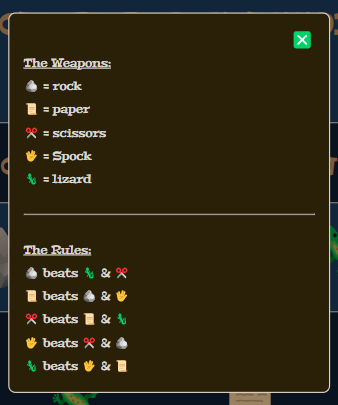 The Weapons:
🪨 = rock
📜 = paper
✂️ = scissors
🖖 = Spock
🦎 = lizard
The Rules:
🪨 beats 🦎 & ✂️
📜 beats 🪨 & 🖖
✂️ beats 📜 & 🦎
🖖 beats ✂️ & 🪨
🦎 beats 🖖 & 📜